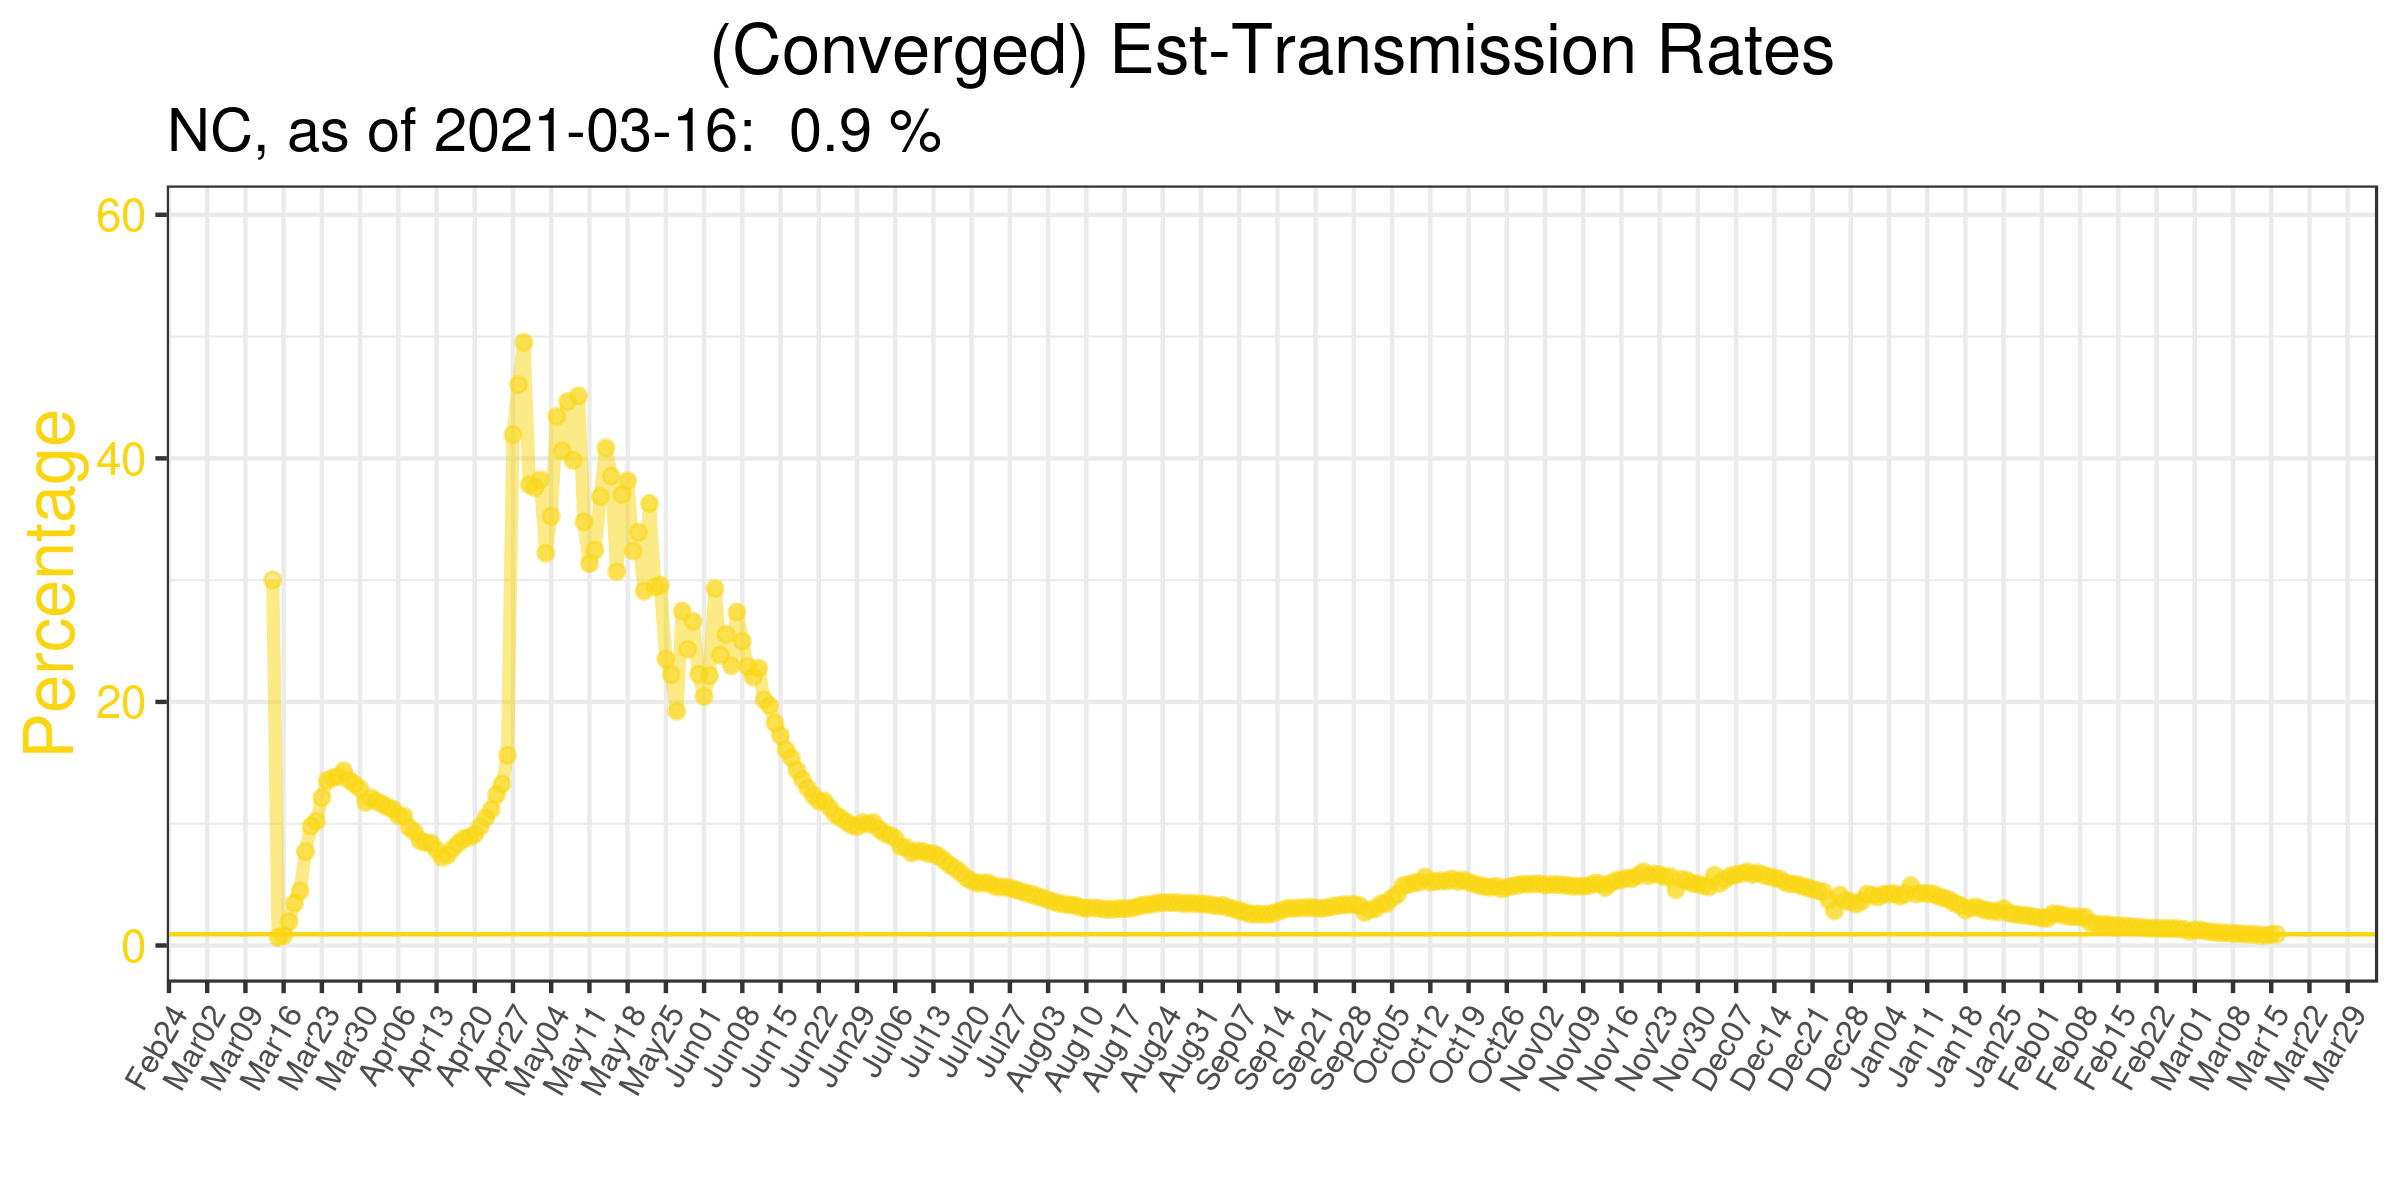 (Converged) Est-Transmission Rates
NC, as of 2021-03-16:  0.9 %
Percentage
60
40
20
0
Feb24
Mar02
Mar09
Mar16
Mar23
Mar30
Apr06
Apr13
Apr20
Apr27
May04
May11
May18
May25
Jun01
Jun08
Jun15
Jun22
Jun29
Jul06
Jul13
Jul20
Jul27
Aug03
Aug10
Aug17
Aug24
Aug31
Sep07
Sep14
Sep21
Sep28
Oct05
Oct12
Oct19
Oct26
Nov02
Nov09
Nov16
Nov23
Nov30
Dec07
Dec14
Dec21
Dec28
Jan04
Jan11
Jan18
Jan25
Feb01
Feb08
Feb15
Feb22
Mar01
Mar08
Mar15
Mar22
Mar29